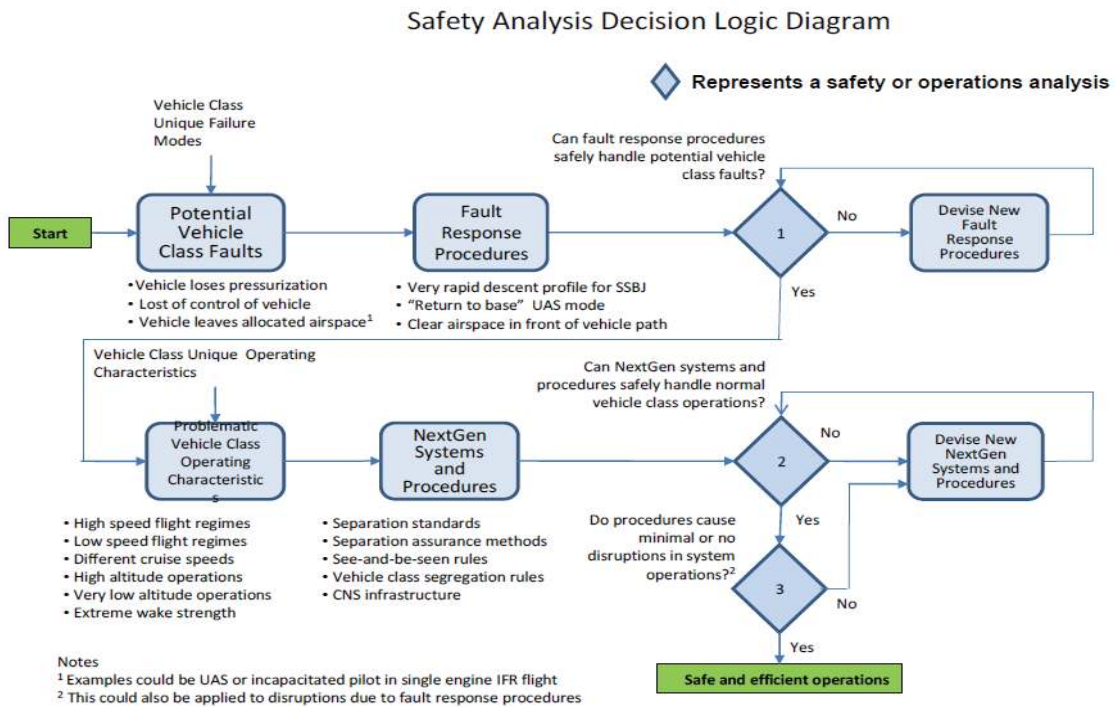 Safety Analysis Decision Logic Diagram
Represents a safety or operations analysis
Vehicle Class
Unique Failure
Modes
Can fault response procedures
safely handle potential vehicle
class faults?
Start
Potential
Vehicle
Class Faults
Fault
Response
Procedures
1
No
Devise New
Fault
Response
Procedures
Yes
•Vehicle loses pressurization
• Lost of control of vehicle
• Vehicle leaves allocated airspace¹
• Very rapid descent profile for SSBJ
• “Return to base” UAS mode
• Clear airspace in front of vehicle path
Vehicle Class Unique Operating
Characteristics
Can NextGen systems and
procedures safely handle normal
vehicle class operations?
Problematic
Vehicle Class
Operating
Characteristic
s
NextGen
Systems
and
Procedures
2
No
Devise New
NextGen
Systems and
Procedures
Yes
• High speed flight regimes
• Low speed flight regimes
• Different cruise speeds
• High altitude operations
• Very low altitude operations
• Extreme wake strength
• Separation standards
• Separation assurance methods
• See-and-be-seen rules
• Vehicle class segregation rules
• CNS infrastructure
Do procedures cause
minimal or no
disruptions in system
operations?²
3
No
Yes
Safe and efficient operations
Notes
¹ Examples could be UAS or incapacitated pilot in single engine IFR flight
² This could also be applied to disruptions due to fault response procedures